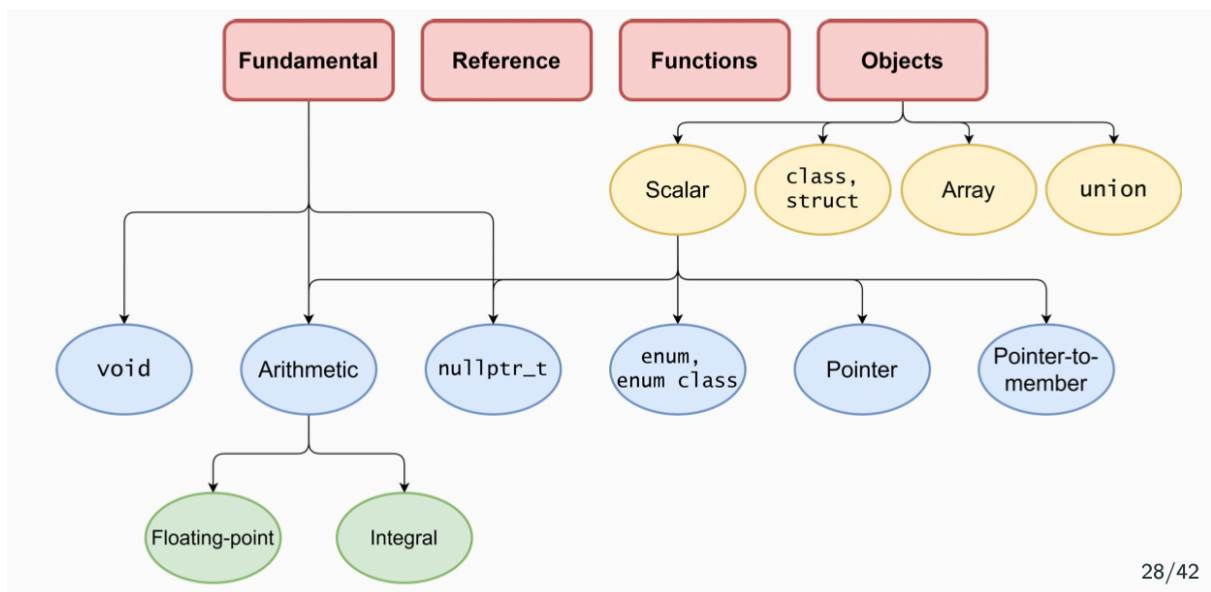 Fundamental
Reference
Functions
Objects
Scalar
class,
struct
Array
union
void
Arithmetic
nullptr_t
enum,
enum class
Pointer
Pointer-to-
member
Floating-point
Integral
28/42